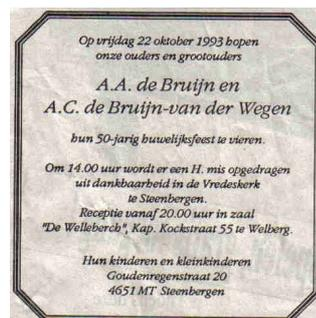 Op vrijdag 22 oktober 1993 hopen
onze ouders en grootouders
A.A. de Bruijn en
A.C. de Bruijn-van der Wegen
hun 50-jarig huwelijksfeest te vieren.
Om 14.00 uur wordt er een H. mis opgedragen
uit dankbaarheid in de Vredeskerk
te Steenbergen.
Receptie vanaf 20.00 uur in zaal
"De Welleberch", Kap. Kockstraat 55 te Welberg.
Hun kinderen en kleinkinderen
Goudenregenstraat 20
4651 MT Steenbergen